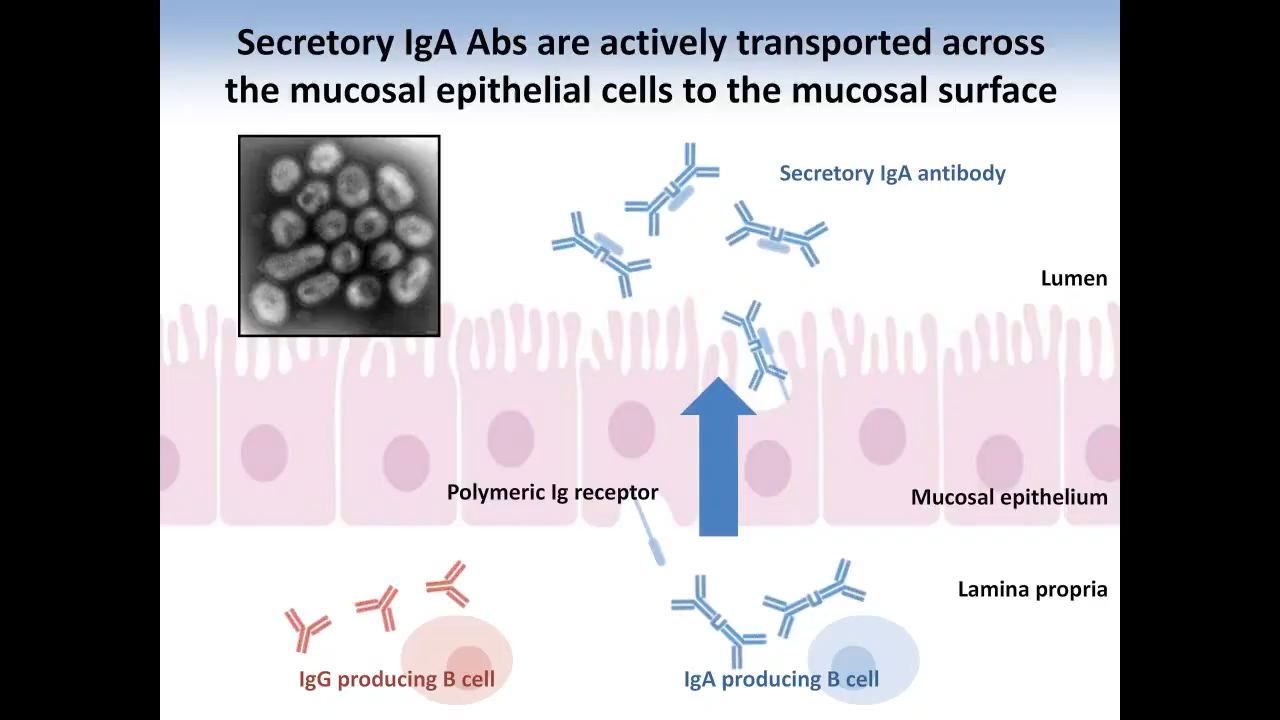 Secretory IgA Abs are actively transported across
the mucosal epithelial cells to the mucosal surface
Secretory IgA antibody
Lumen
Polymeric Ig receptor
Mucosal epithelium
Lamina propria
IgG producing B cell
IgA producing B cell